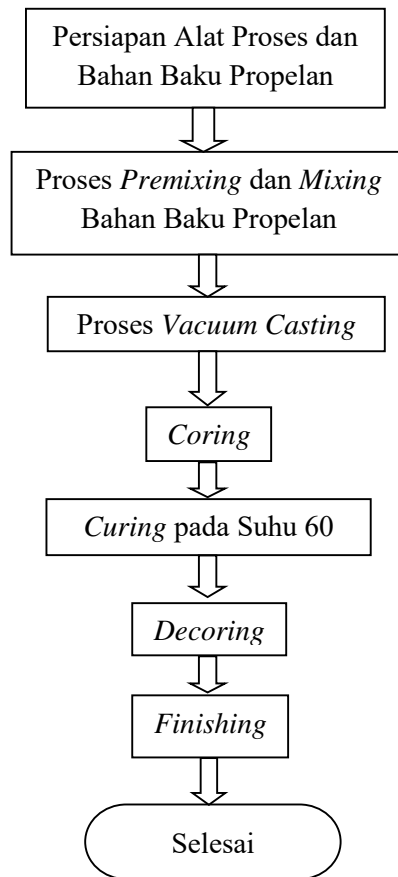 Persiapan Alat Proses dan
Bahan Baku Propelan
Proses Premixing dan Mixing
Bahan Baku Propelan
Proses Vacuum Casting
Coring
Curing pada Suhu 60
Decoring
Finishing
Selesai